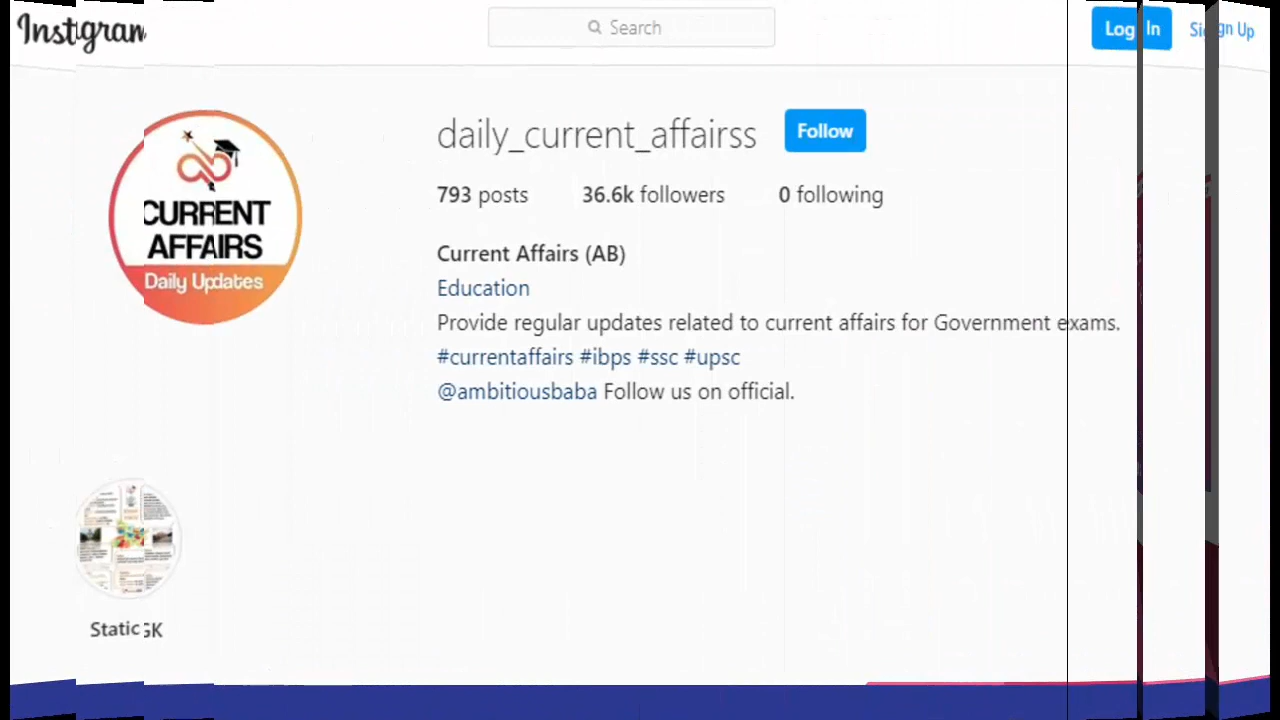 Instagram
Search
Log In
Sign Up
CURRENT
AFFAIRS
Daily Updates
daily_current_affairss
Follow
793 posts 36.6k followers 0 following
Current Affairs (AB)
Education
Provide regular updates related to current affairs for Government exams.
#currentaffairs #ibps #ssc #upsc
@ambitiousbaba Follow us on official.
Static GK